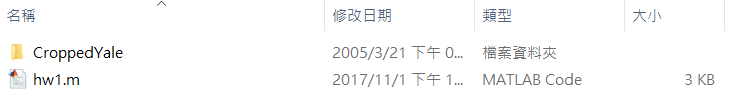 名稱 修改日期 類型 大小
CroppedYale 2005/3/21 下午 0... 檔案資料夾
hw1.m 2017/11/1 下午 1... MATLAB Code 3 KB